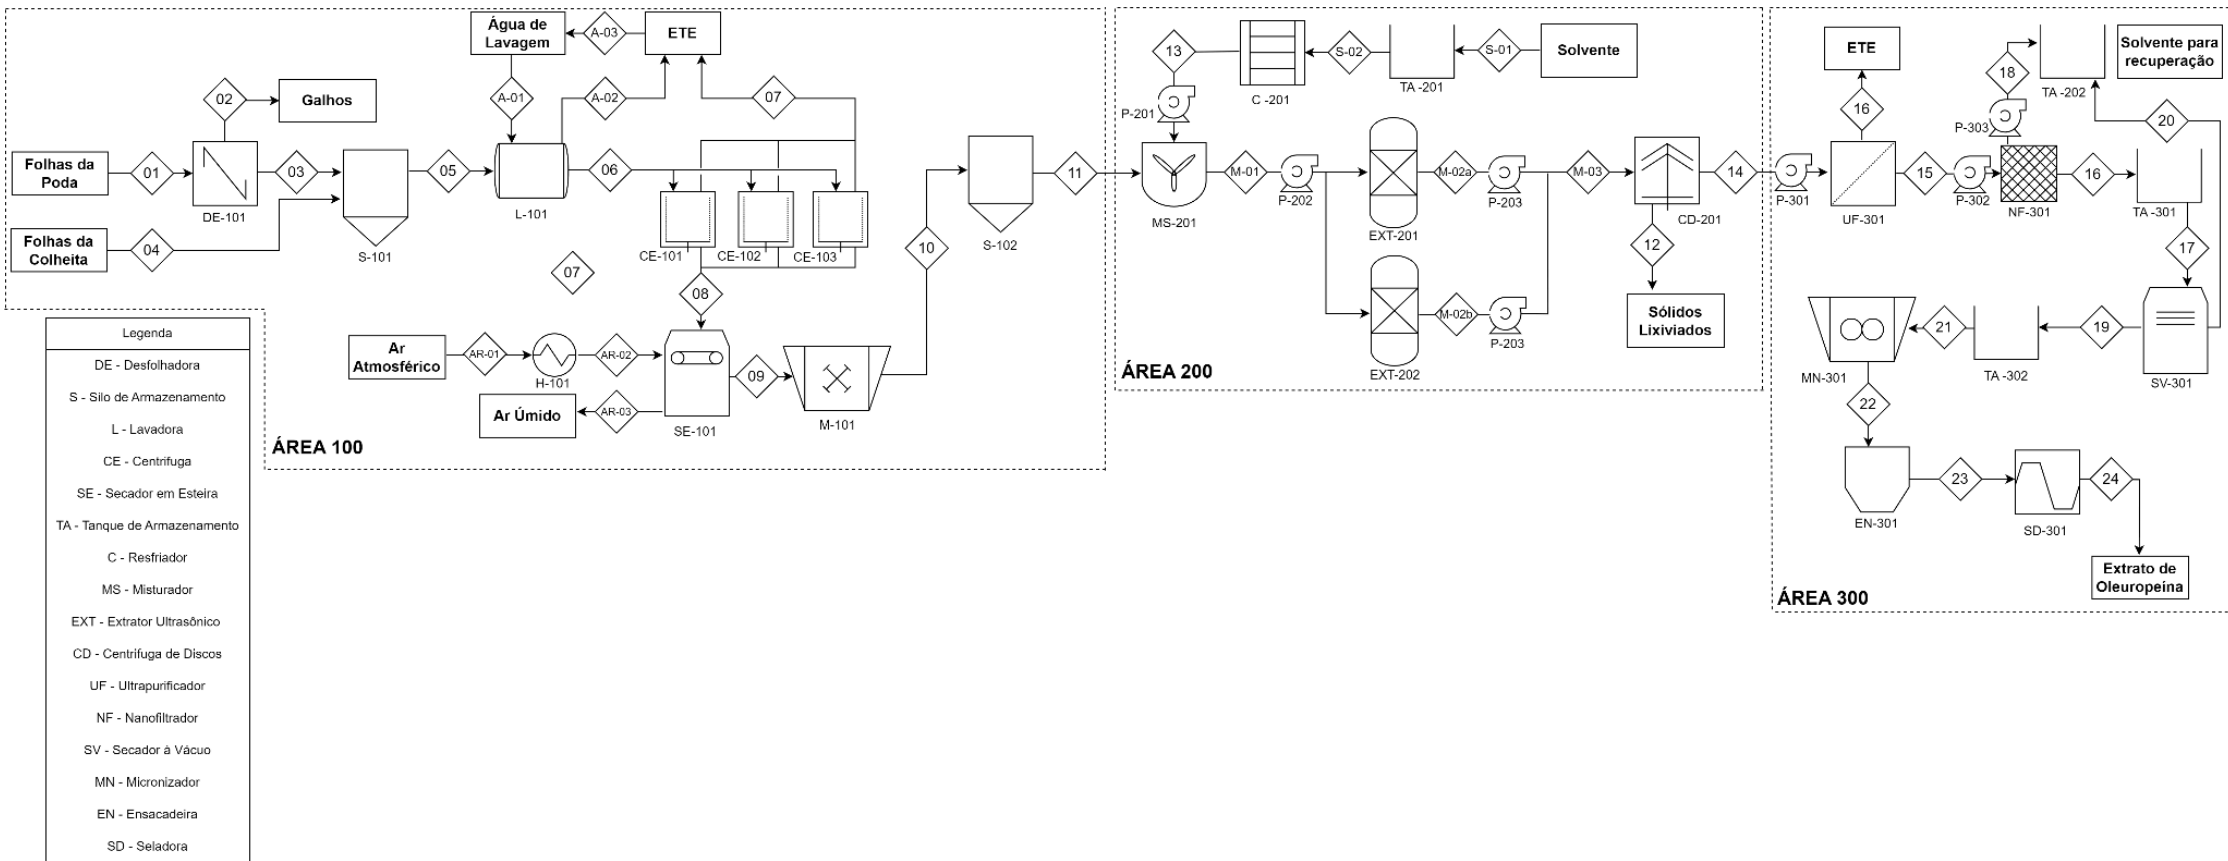 Água de
Lavagem
A-03
ETE
A-01
A-02
07
02
Galhos
Folhas da
Poda
01
DE-101
03
Folhas da
Colheita
04
S-101
05
L-101
06
CE-101
CE-102
CE-103
07
08
Ar
Atmosférico
AR-01
H-101
AR-02
Ar Úmido
AR-03
SE-101
09
M-101
10
S-102
11
ÁREA 100
13
P-201
C -201
S-02
TA -201
S-01
Solvente
MS-201
M-01
P-202
EXT-201
M-02a
P-203
EXT-202
M-02b
P-203
M-03
CD-201
12
Sólidos
Lixiviados
14
ÁREA 200
ETE
16
P-301
UF-301
15
P-302
P-303
18
NF-301
TA -202
Solvente para
recuperação
20
16
TA -301
17
SV-301
19
TA -302
21
MN-301
22
EN-301
23
SD-301
24
Extrato de
Oleuropeína
ÁREA 300
Legenda
DE - Desfolhadora
S - Silo de Armazenamento
L - Lavadora
CE - Centrifuga
SE - Secador em Esteira
TA - Tanque de Armazenamento
C - Resfriador
MS - Misturador
EXT - Extrator Ultrasônico
CD - Centrifuga de Discos
UF - Ultrapurificador
NF - Nanofiltrador
SV - Secador à Vácuo
MN - Micronizador
EN - Ensacadeira
SD - Seladora